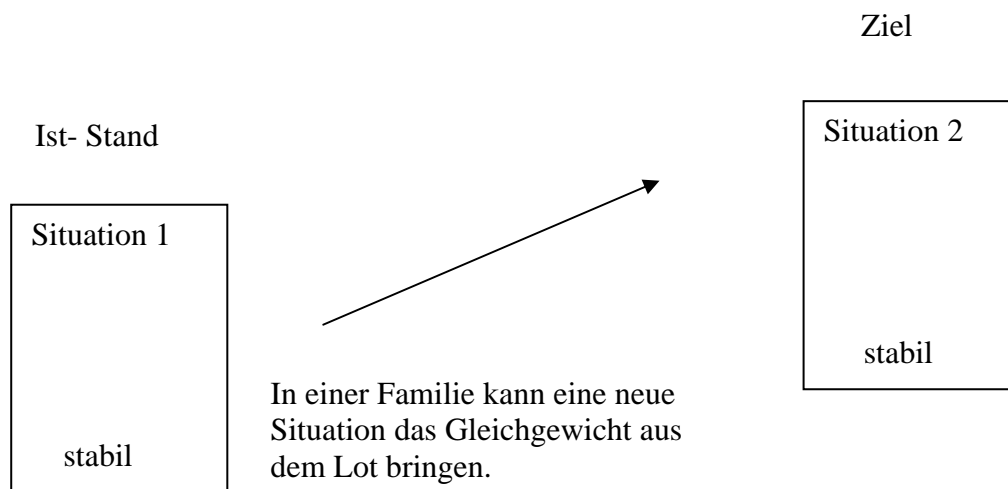 Ziel
Ist- Stand
Situation 2
Situation 1
stabil
In einer Familie kann eine neue
Situation das Gleichgewicht aus
dem Lot bringen.
stabil